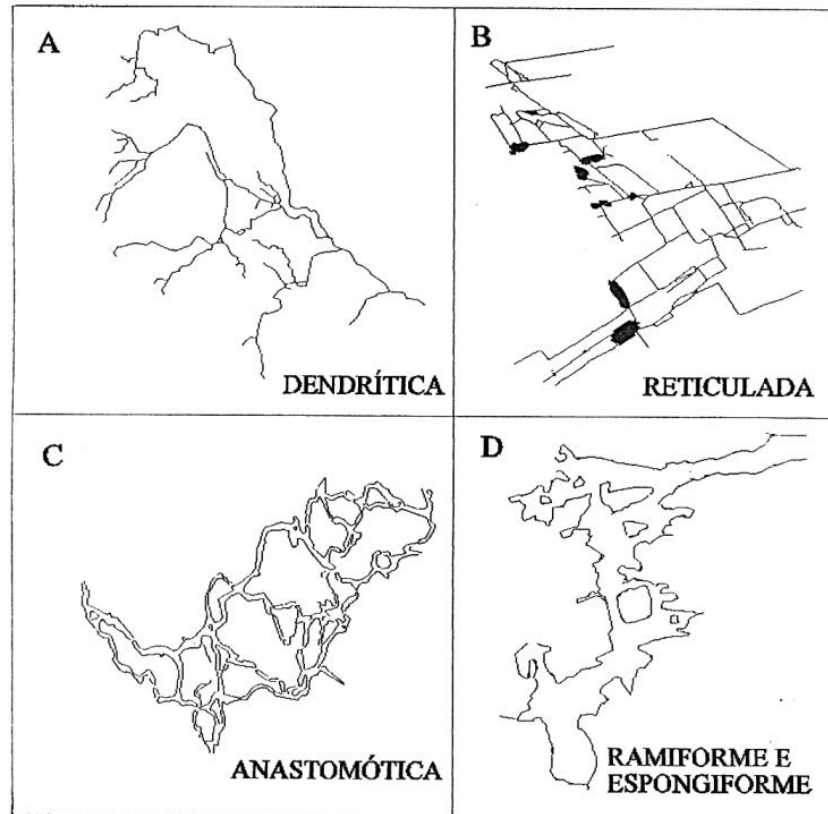 A
DENDRÍTICA
B
RETICULADA
C
ANASTOMÓTICA
D
RAMIFORME E
ESPONGIFORME